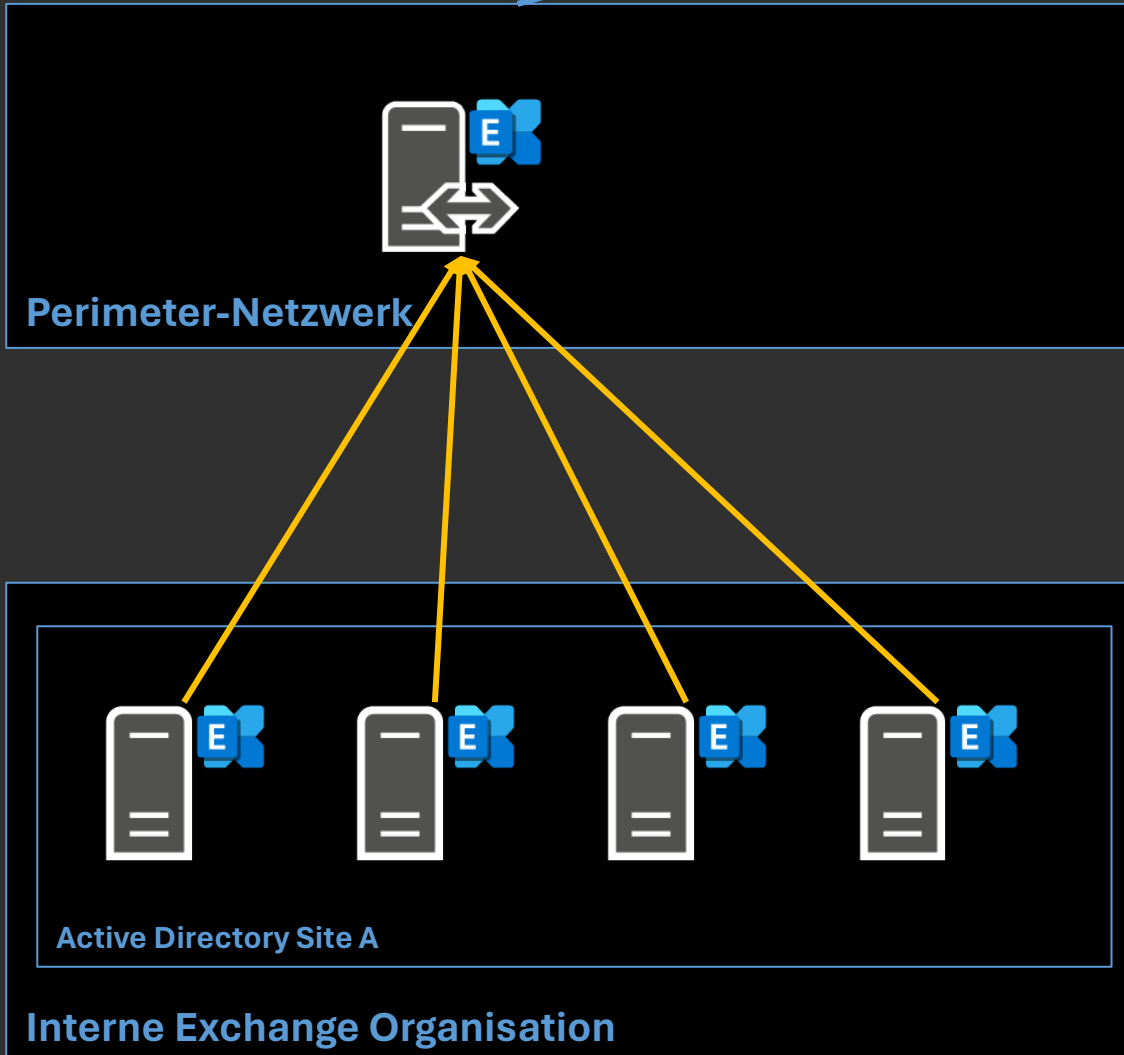 E
Perimeter-Netzwerk
E E E E
Active Directory Site A
Interne Exchange Organisation